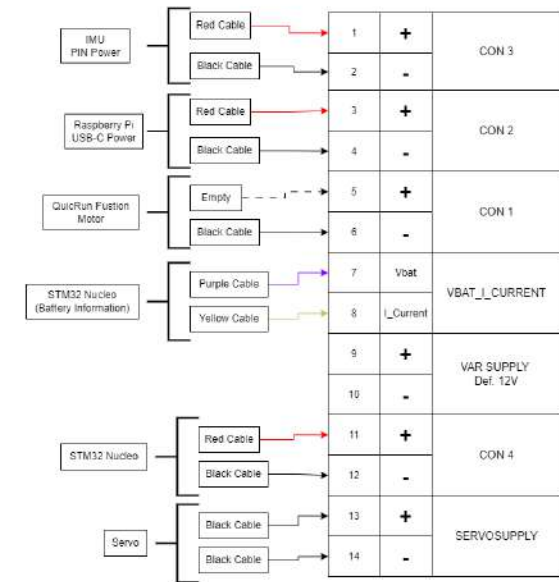 IMU
PIN Power
Red Cable
1
+
Black Cable
2
-
CON 3
Raspberry Pi
USB-C Power
Red Cable
3
+
Black Cable
4
-
CON 2
QuicRun Fustion
Motor
Empty
5
+
Black Cable
6
-
CON 1
STM32 Nucleo
(Battery Information)
Purple Cable
7
Vbat
Yellow Cable
8
I_Current
VBAT_I_CURRENT
9
+
10
-
VAR SUPPLY
Def. 12V
STM32 Nucleo
Red Cable
11
+
Black Cable
12
-
CON 4
Servo
Black Cable
13
+
Black Cable
14
-
SERVOSUPPLY